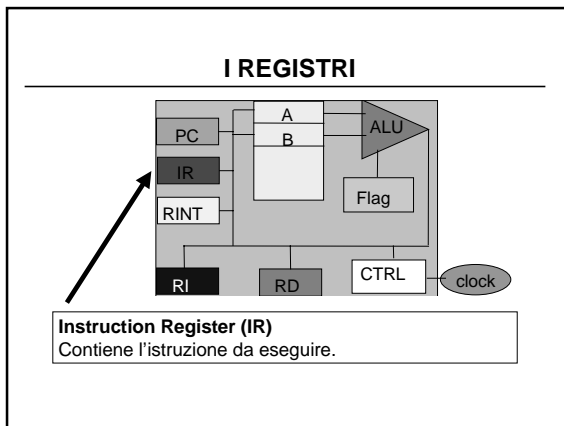 I REGISTRI
A
ALU
PC
B
IR
Flag
RINT
CTRL
clock
RI
RD
Instruction Register (IR)
Contiene l'istruzione da eseguire.